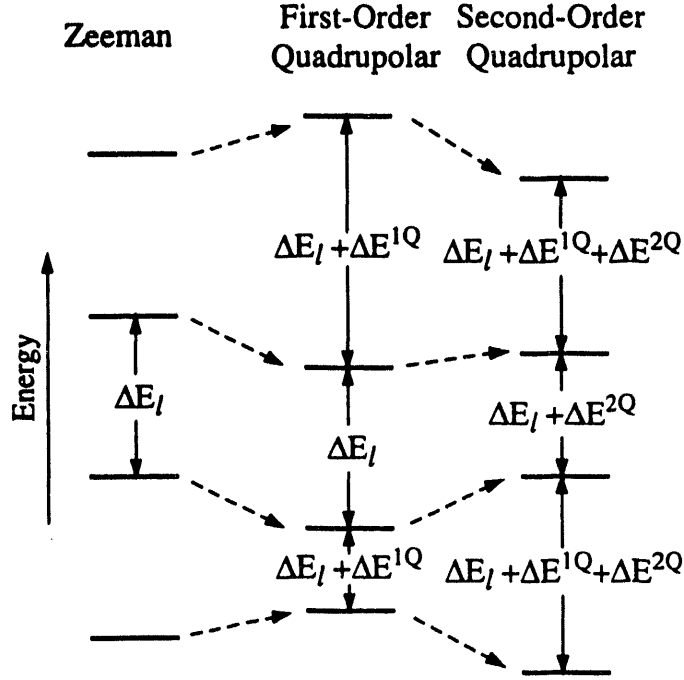 Zeeman
First-Order
Quadrupolar
Second-Order
Quadrupolar
ΔE_l + ΔE^{1Q}
ΔE_l + ΔE^{1Q} + ΔE^{2Q}
Energy
ΔE_l
ΔE_l
ΔE_l + ΔE^{2Q}
ΔE_l + ΔE^{1Q}
ΔE_l + ΔE^{1Q} + ΔE^{2Q}